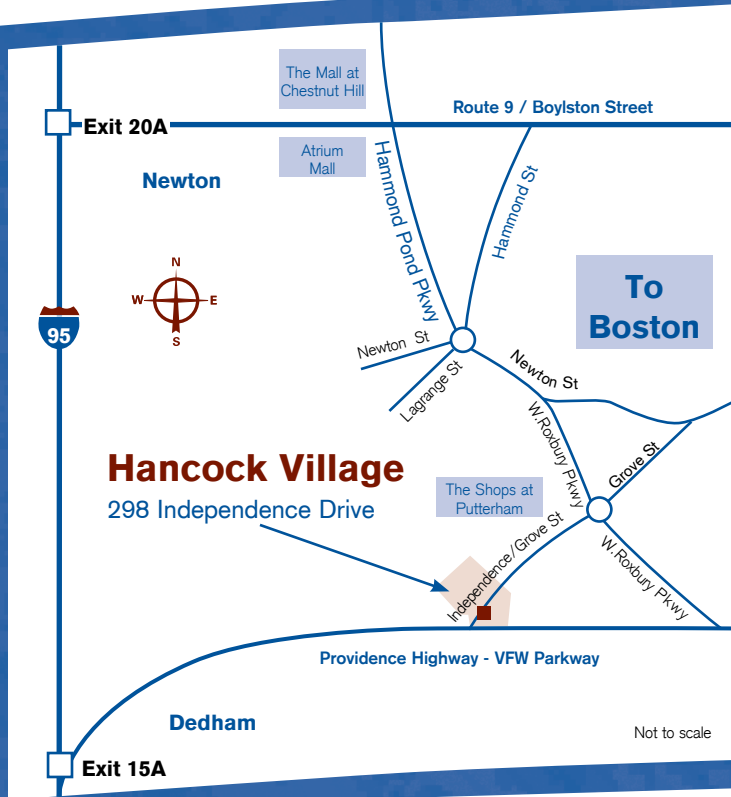 The Mall at
Chestnut Hill
Route 9 / Boylston Street
Exit 20A
Atrium
Mall
Newton
Hammond Pond Pkwy
Hammond St
N
W
E
S
To
Boston
95
Newton St
Lagrange St
Newton St
W.Roxbury Pkwy
Grove St
Hancock Village
298 Independence Drive
The Shops at
Putterham
Independence/Grove St
W.Roxbury Pkwy
Providence Highway - VFW Parkway
Dedham
Not to scale
Exit 15A